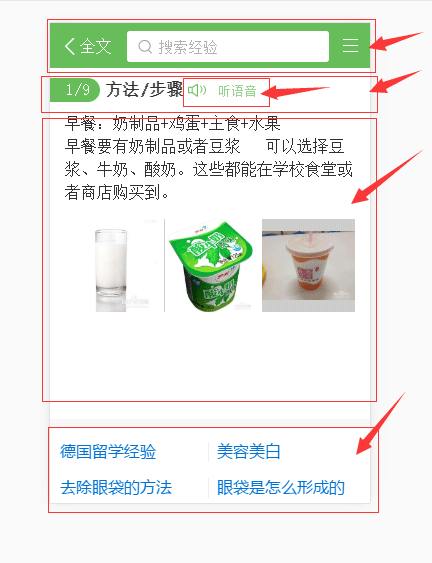 全文 搜索经验
1/9 方法/步骤 听语音
早餐：奶制品+鸡蛋+主食+水果
早餐要有奶制品或者豆浆 可以选择豆
浆、牛奶、酸奶。这些都能在学校食堂或
者商店购买到。
酸牛奶
德国留学经验 美容美白
去除眼袋的方法 眼袋是怎么形成的